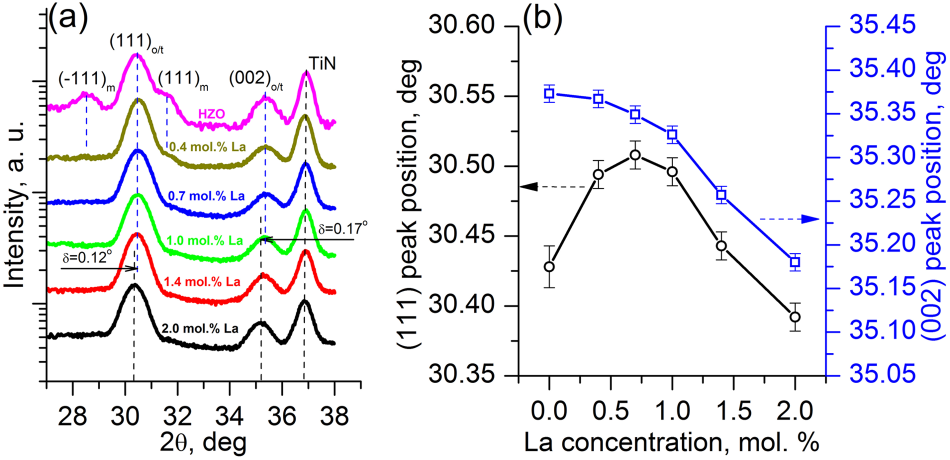 (a)
(111)o/t
TiN
(-111)m
(111)m
(002)o/t
HZO
0.4 mol.% La
0.7 mol.% La
1.0 mol.% La
δ=0.17°
δ=0.12°
1.4 mol.% La
2.0 mol.% La
Intensity, a. u.
28 30 32 34 36 38
2θ, deg
(b)
30.60
30.55
30.50
30.45
30.40
30.35
(111) peak position, deg
35.45
35.40
35.35
35.30
35.25
35.20
35.15
35.10
35.05
(002) peak position, deg
0.0 0.5 1.0 1.5 2.0
La concentration, mol. %